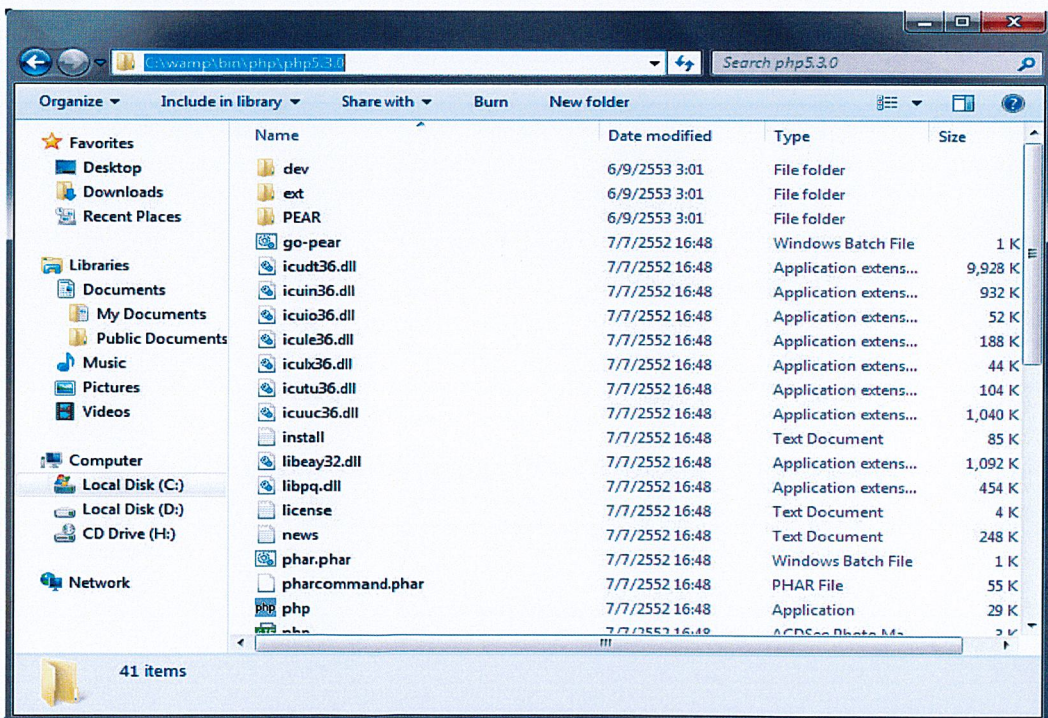 C:\wamp\bin\php\php5.3.0
Search php5.3.0
Organize Include in library Share with Burn New folder
Favorites
Desktop
Downloads
Recent Places
Libraries
Documents
My Documents
Public Documents
Music
Pictures
Videos
Computer
Local Disk (C:)
Local Disk (D:)
CD Drive (H:)
Network
Name Date modified Type Size
dev 6/9/2553 3:01 File folder
ext 6/9/2553 3:01 File folder
PEAR 6/9/2553 3:01 File folder
go-pear 7/7/2552 16:48 Windows Batch File 1 K
icudt36.dll 7/7/2552 16:48 Application extens... 9,928 K
icuin36.dll 7/7/2552 16:48 Application extens... 932 K
icuio36.dll 7/7/2552 16:48 Application extens... 52 K
icule36.dll 7/7/2552 16:48 Application extens... 188 K
iculx36.dll 7/7/2552 16:48 Application extens... 44 K
icutu36.dll 7/7/2552 16:48 Application extens... 104 K
icuuc36.dll 7/7/2552 16:48 Application extens... 1,040 K
install 7/7/2552 16:48 Text Document 85 K
libeay32.dll 7/7/2552 16:48 Application extens... 1,092 K
libpq.dll 7/7/2552 16:48 Application extens... 454 K
license 7/7/2552 16:48 Text Document 4 K
news 7/7/2552 16:48 Text Document 248 K
phar.phar 7/7/2552 16:48 Windows Batch File 1 K
pharcommand.phar 7/7/2552 16:48 PHAR File 55 K
php php 7/7/2552 16:48 Application 29 K
php 7/7/2552 16:48 ACDSee Photo Ma...
41 items